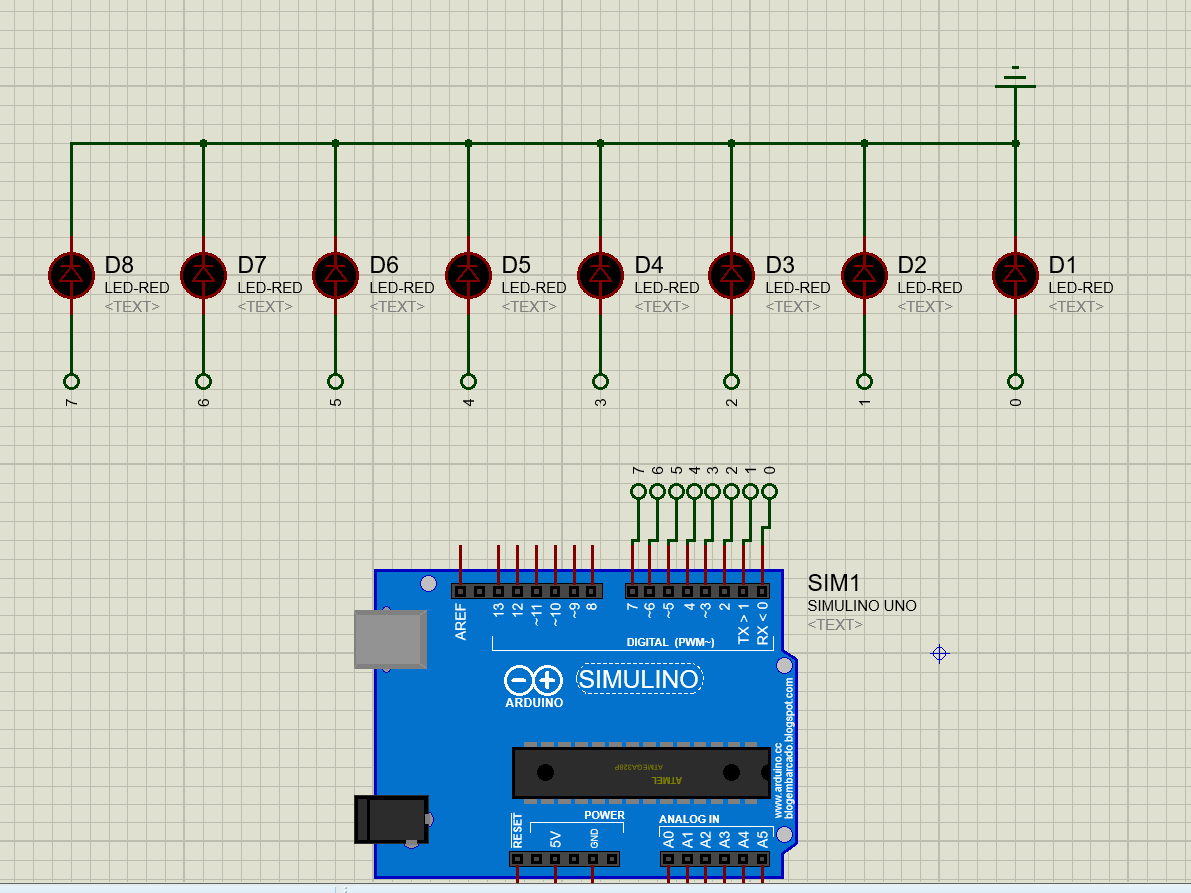 D8
LED-RED
<TEXT>
D7
LED-RED
<TEXT>
D6
LED-RED
<TEXT>
D5
LED-RED
<TEXT>
D4
LED-RED
<TEXT>
D3
LED-RED
<TEXT>
D2
LED-RED
<TEXT>
D1
LED-RED
<TEXT>
7 6 5 4 3 2 1 0
7 6 5 4 3 2 1 0
SIM1
SIMULINO UNO
<TEXT>
AREF 13 12 ~11 ~10 ~9 8 7 ~6 ~5 4 ~3 2 TX > 1 RX < 0
DIGITAL (PWM~)
SIMULINO
ARDUINO
www.arduino.cc
blogembarcado.blogspot.com
ATMEGA328P
ATMEL
POWER
ANALOG IN
RESET 5V GND A0 A1 A2 A3 A4 A5